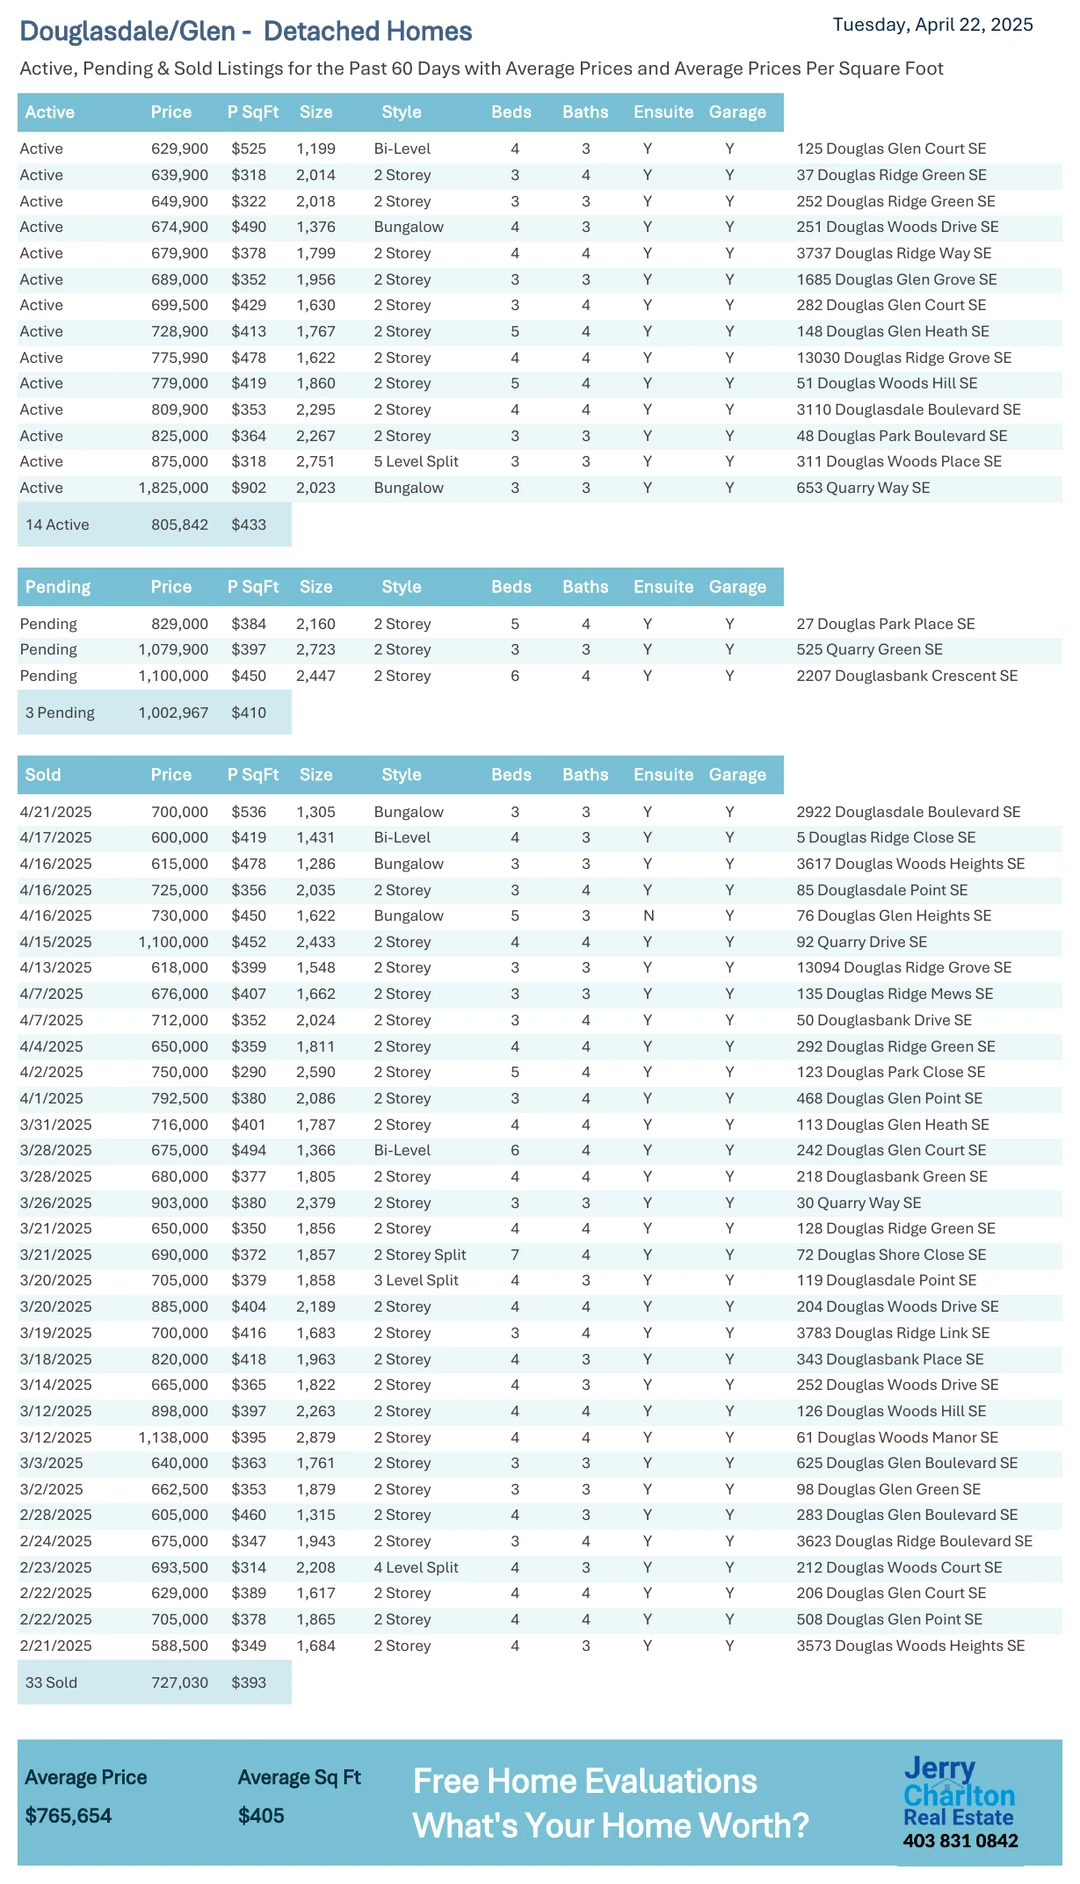 Douglasdale/Glen - Detached Homes
Tuesday, April 22, 2025
Active, Pending & Sold Listings for the Past 60 Days with Average Prices and Average Prices Per Square Foot
Active Price P SqFt Size Style Beds Baths Ensuite Garage
Active 629,900 $525 1,199 Bi-Level 4 3 Y Y 125 Douglas Glen Court SE
Active 639,900 $318 2,014 2 Storey 3 4 Y Y 37 Douglas Ridge Green SE
Active 649,900 $322 2,018 2 Storey 3 3 Y Y 252 Douglas Ridge Green SE
Active 674,900 $490 1,376 Bungalow 4 3 Y Y 251 Douglas Woods Drive SE
Active 679,900 $378 1,799 2 Storey 4 4 Y Y 3737 Douglas Ridge Way SE
Active 689,000 $352 1,956 2 Storey 3 3 Y Y 1685 Douglas Glen Grove SE
Active 699,500 $429 1,630 2 Storey 3 4 Y Y 282 Douglas Glen Court SE
Active 728,900 $413 1,767 2 Storey 5 4 Y Y 148 Douglas Glen Heath SE
Active 775,990 $478 1,622 2 Storey 4 4 Y Y 13030 Douglas Ridge Grove SE
Active 779,000 $419 1,860 2 Storey 5 4 Y Y 51 Douglas Woods Hill SE
Active 809,900 $353 2,295 2 Storey 4 4 Y Y 3110 Douglasdale Boulevard SE
Active 825,000 $364 2,267 2 Storey 3 3 Y Y 48 Douglas Park Boulevard SE
Active 875,000 $318 2,751 5 Level Split 3 3 Y Y 311 Douglas Woods Place SE
Active 1,825,000 $902 2,023 Bungalow 3 3 Y Y 653 Quarry Way SE
14 Active 805,842 $433
Pending Price P SqFt Size Style Beds Baths Ensuite Garage
Pending 829,000 $384 2,160 2 Storey 5 4 Y Y 27 Douglas Park Place SE
Pending 1,079,900 $397 2,723 2 Storey 3 3 Y Y 525 Quarry Green SE
Pending 1,100,000 $450 2,447 2 Storey 6 4 Y Y 2207 Douglasbank Crescent SE
3 Pending 1,002,967 $410
Sold Price P SqFt Size Style Beds Baths Ensuite Garage
4/21/2025 700,000 $536 1,305 Bungalow 3 3 Y Y 2922 Douglasdale Boulevard SE
4/17/2025 600,000 $419 1,431 Bi-Level 4 3 Y Y 5 Douglas Ridge Close SE
4/16/2025 615,000 $478 1,286 Bungalow 3 3 Y Y 3617 Douglas Woods Heights SE
4/16/2025 725,000 $356 2,035 2 Storey 3 4 Y Y 85 Douglasdale Point SE
4/16/2025 730,000 $450 1,622 Bungalow 5 3 N Y 76 Douglas Glen Heights SE
4/15/2025 1,100,000 $452 2,433 2 Storey 4 4 Y Y 92 Quarry Drive SE
4/13/2025 618,000 $399 1,548 2 Storey 3 3 Y Y 13094 Douglas Ridge Grove SE
4/7/2025 676,000 $407 1,662 2 Storey 3 3 Y Y 135 Douglas Ridge Mews SE
4/7/2025 712,000 $352 2,024 2 Storey 3 4 Y Y 50 Douglasbank Drive SE
4/4/2025 650,000 $359 1,811 2 Storey 4 4 Y Y 292 Douglas Ridge Green SE
4/2/2025 750,000 $290 2,590 2 Storey 5 4 Y Y 123 Douglas Park Close SE
4/1/2025 792,500 $380 2,086 2 Storey 3 4 Y Y 468 Douglas Glen Point SE
3/31/2025 716,000 $401 1,787 2 Storey 4 4 Y Y 113 Douglas Glen Heath SE
3/28/2025 675,000 $494 1,366 Bi-Level 6 4 Y Y 242 Douglas Glen Court SE
3/28/2025 680,000 $377 1,805 2 Storey 4 4 Y Y 218 Douglasbank Green SE
3/26/2025 903,000 $380 2,379 2 Storey 3 3 Y Y 30 Quarry Way SE
3/21/2025 650,000 $350 1,856 2 Storey 4 4 Y Y 128 Douglas Ridge Green SE
3/21/2025 690,000 $372 1,857 2 Storey Split 7 4 Y Y 72 Douglas Shore Close SE
3/20/2025 705,000 $379 1,858 3 Level Split 4 3 Y Y 119 Douglasdale Point SE
3/20/2025 885,000 $404 2,189 2 Storey 4 4 Y Y 204 Douglas Woods Drive SE
3/19/2025 700,000 $416 1,683 2 Storey 3 4 Y Y 3783 Douglas Ridge Link SE
3/18/2025 820,000 $418 1,963 2 Storey 4 3 Y Y 343 Douglasbank Place SE
3/14/2025 665,000 $365 1,822 2 Storey 4 3 Y Y 252 Douglas Woods Drive SE
3/12/2025 898,000 $397 2,263 2 Storey 4 4 Y Y 126 Douglas Woods Hill SE
3/12/2025 1,138,000 $395 2,879 2 Storey 4 4 Y Y 61 Douglas Woods Manor SE
3/3/2025 640,000 $363 1,761 2 Storey 3 3 Y Y 625 Douglas Glen Boulevard SE
3/2/2025 662,500 $353 1,879 2 Storey 3 3 Y Y 98 Douglas Glen Green SE
2/28/2025 605,000 $460 1,315 2 Storey 4 3 Y Y 283 Douglas Glen Boulevard SE
2/24/2025 675,000 $347 1,943 2 Storey 3 4 Y Y 3623 Douglas Ridge Boulevard SE
2/23/2025 693,500 $314 2,208 4 Level Split 4 3 Y Y 212 Douglas Woods Court SE
2/22/2025 629,000 $389 1,617 2 Storey 4 4 Y Y 206 Douglas Glen Court SE
2/22/2025 705,000 $378 1,865 2 Storey 4 4 Y Y 508 Douglas Glen Point SE
2/21/2025 588,500 $349 1,684 2 Storey 4 3 Y Y 3573 Douglas Woods Heights SE
33 Sold 727,030 $393
Average Price Average Sq Ft
$765,654 $405
Free Home Evaluations
What's Your Home Worth?
Jerry
Charlton
Real Estate
403 831 0842